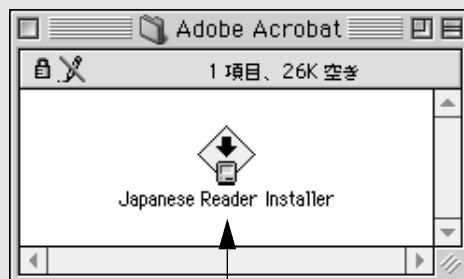 Adobe Acrobat
1 項目、26K 空き
Japanese Reader Installer